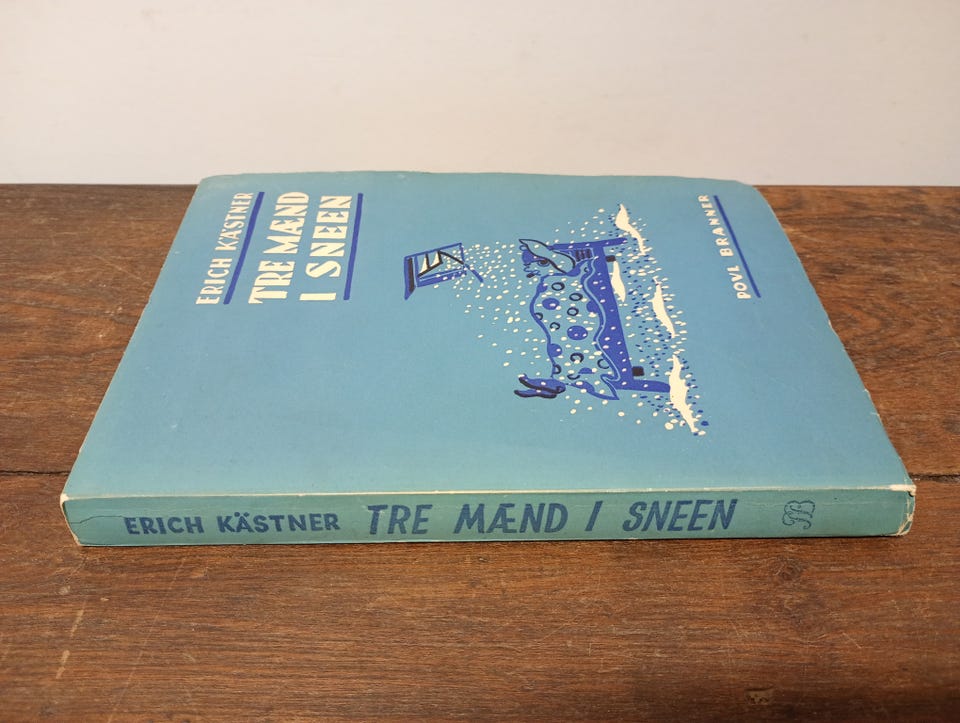 ERICH KÄSTNER
TRE MÆND
I SNEEN
POVL BRANNER
ERICH KÄSTNER TRE MÆND I SNEEN